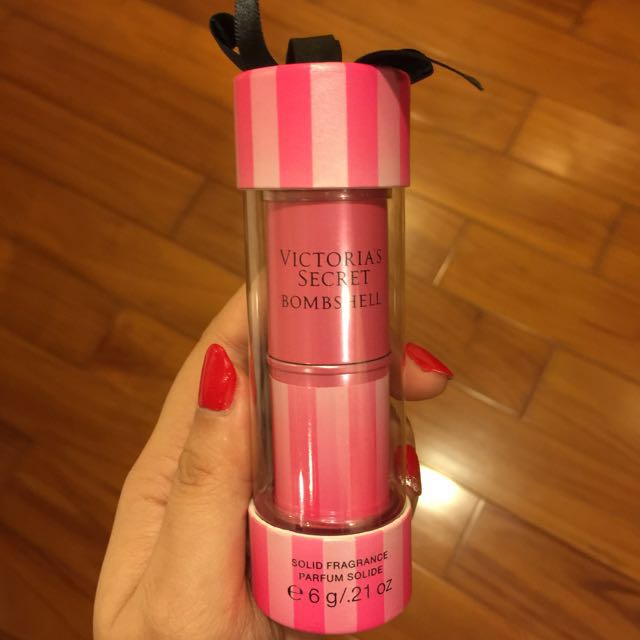 VICTORIA'S
SECRET
BOMBSHELL
SOLID FRAGRANCE
PARFUM SOLIDE
℮ 6 g/.21 oz